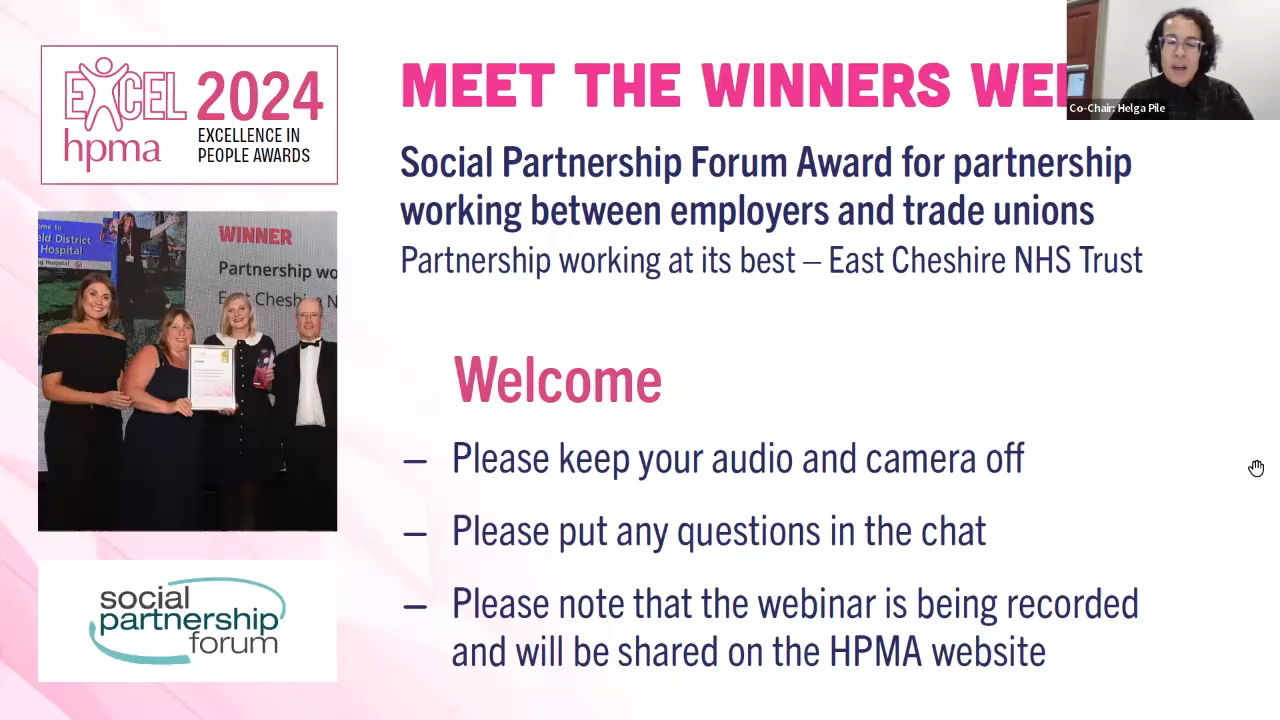 EXCEL
hpma
2024
EXCELLENCE IN
PEOPLE AWARDS
MEET THE WINNERS
Co-Chair: Helga Pile
Social Partnership Forum Award for partnership
working between employers and trade unions
Partnership working at its best – East Cheshire NHS Trust
District
Hospital
WINNER
Partnership
East
Welcome
– Please keep your audio and camera off
– Please put any questions in the chat
– Please note that the webinar is being recorded
and will be shared on the HPMA website
social
partnership
forum